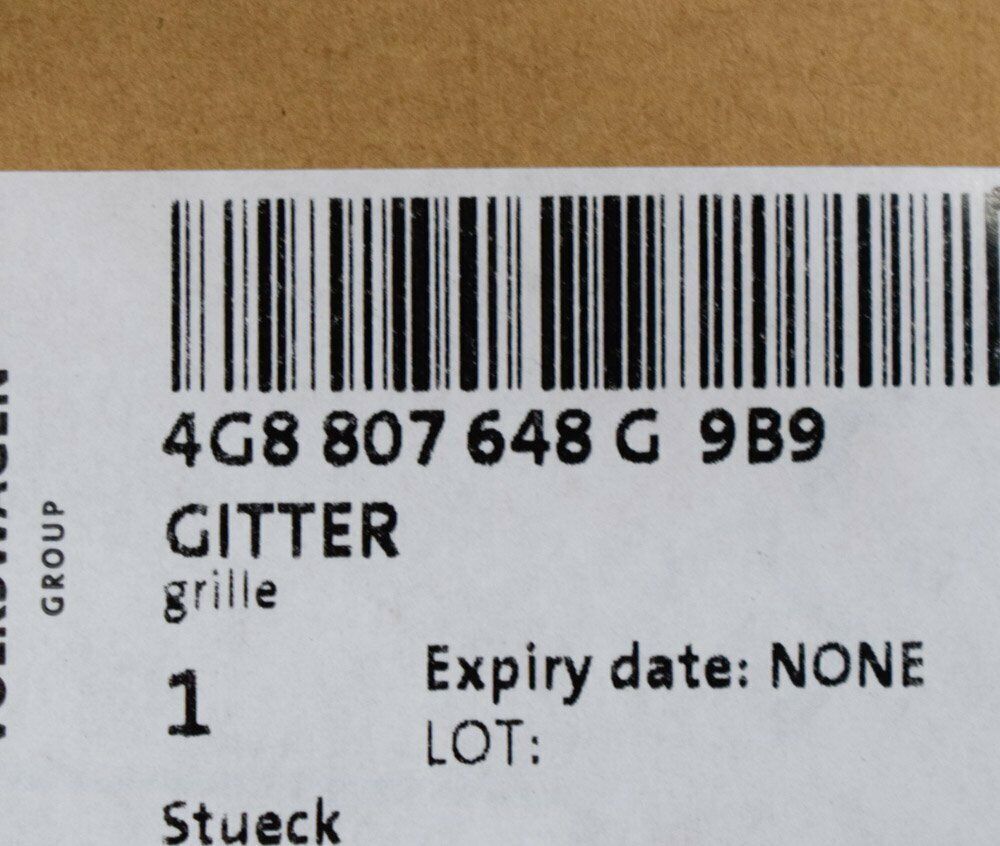 4G8 807 648 G 9B9
GITTER
grille
1
Expiry date: NONE
LOT:
Stueck
GROUP